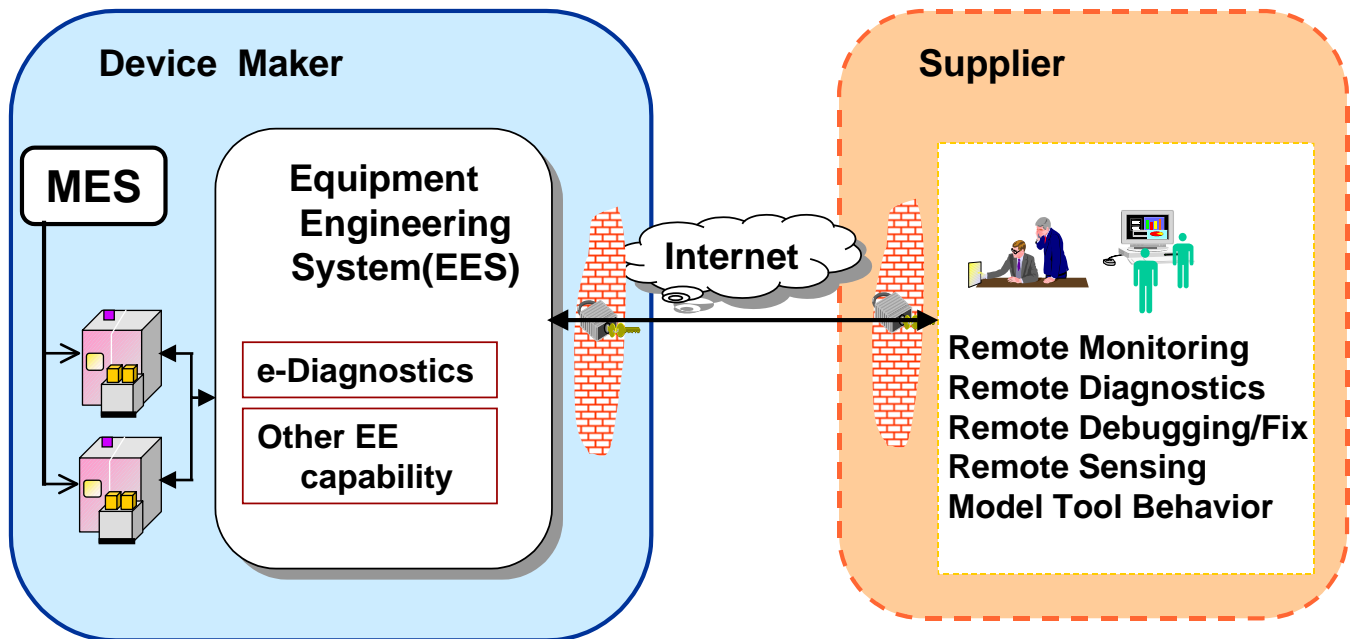 Device Maker
Supplier
MES
Equipment
Engineering
System(EES)
e-Diagnostics
Other EE
capability
Internet
Remote Monitoring
Remote Diagnostics
Remote Debugging/Fix
Remote Sensing
Model Tool Behavior